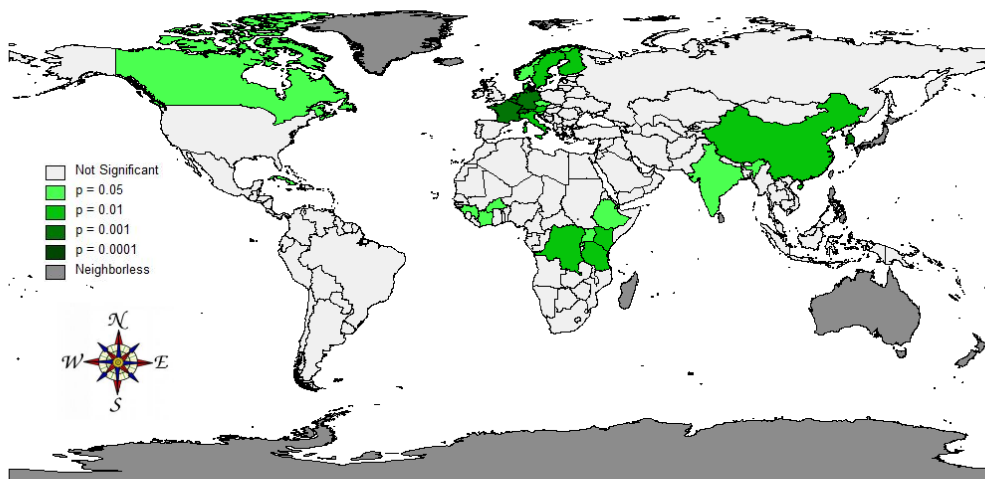 Not Significant
p = 0.05
p = 0.01
p = 0.001
p = 0.0001
Neighborless
N
W E
S